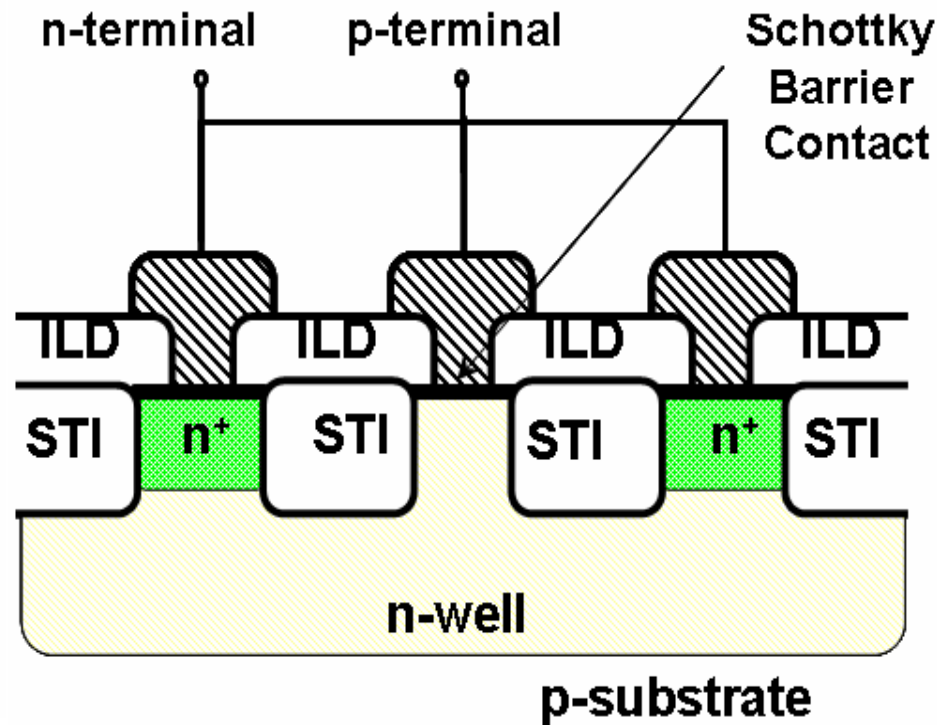 n-terminal
p-terminal
Schottky
Barrier
Contact
ILD
ILD
ILD
ILD
STI
n+
STI
STI
n+
STI
n-well
p-substrate